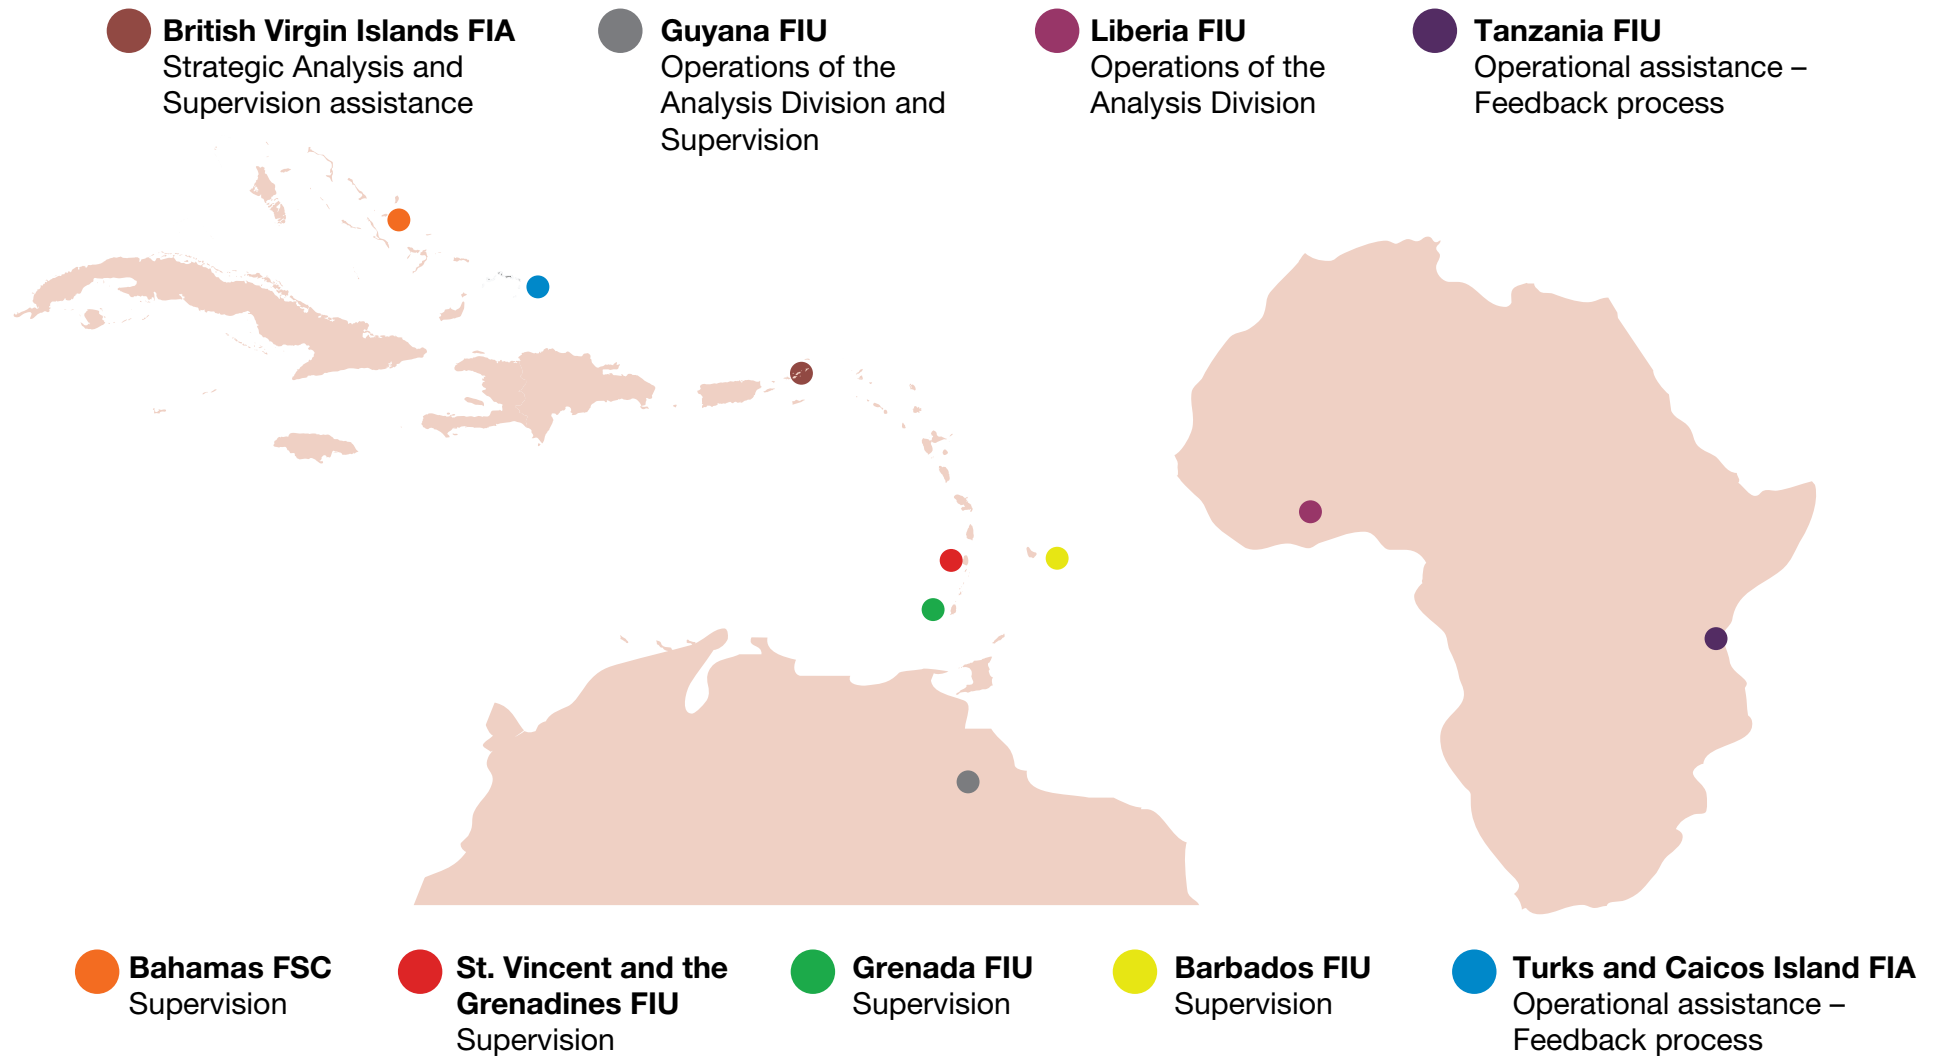 British Virgin Islands FIA
Strategic Analysis and
Supervision assistance
Guyana FIU
Operations of the
Analysis Division and
Supervision
Liberia FIU
Operations of the
Analysis Division
Tanzania FIU
Operational assistance –
Feedback process
Bahamas FSC
Supervision
St. Vincent and the
Grenadines FIU
Supervision
Grenada FIU
Supervision
Barbados FIU
Supervision
Turks and Caicos Island FIA
Operational assistance –
Feedback process